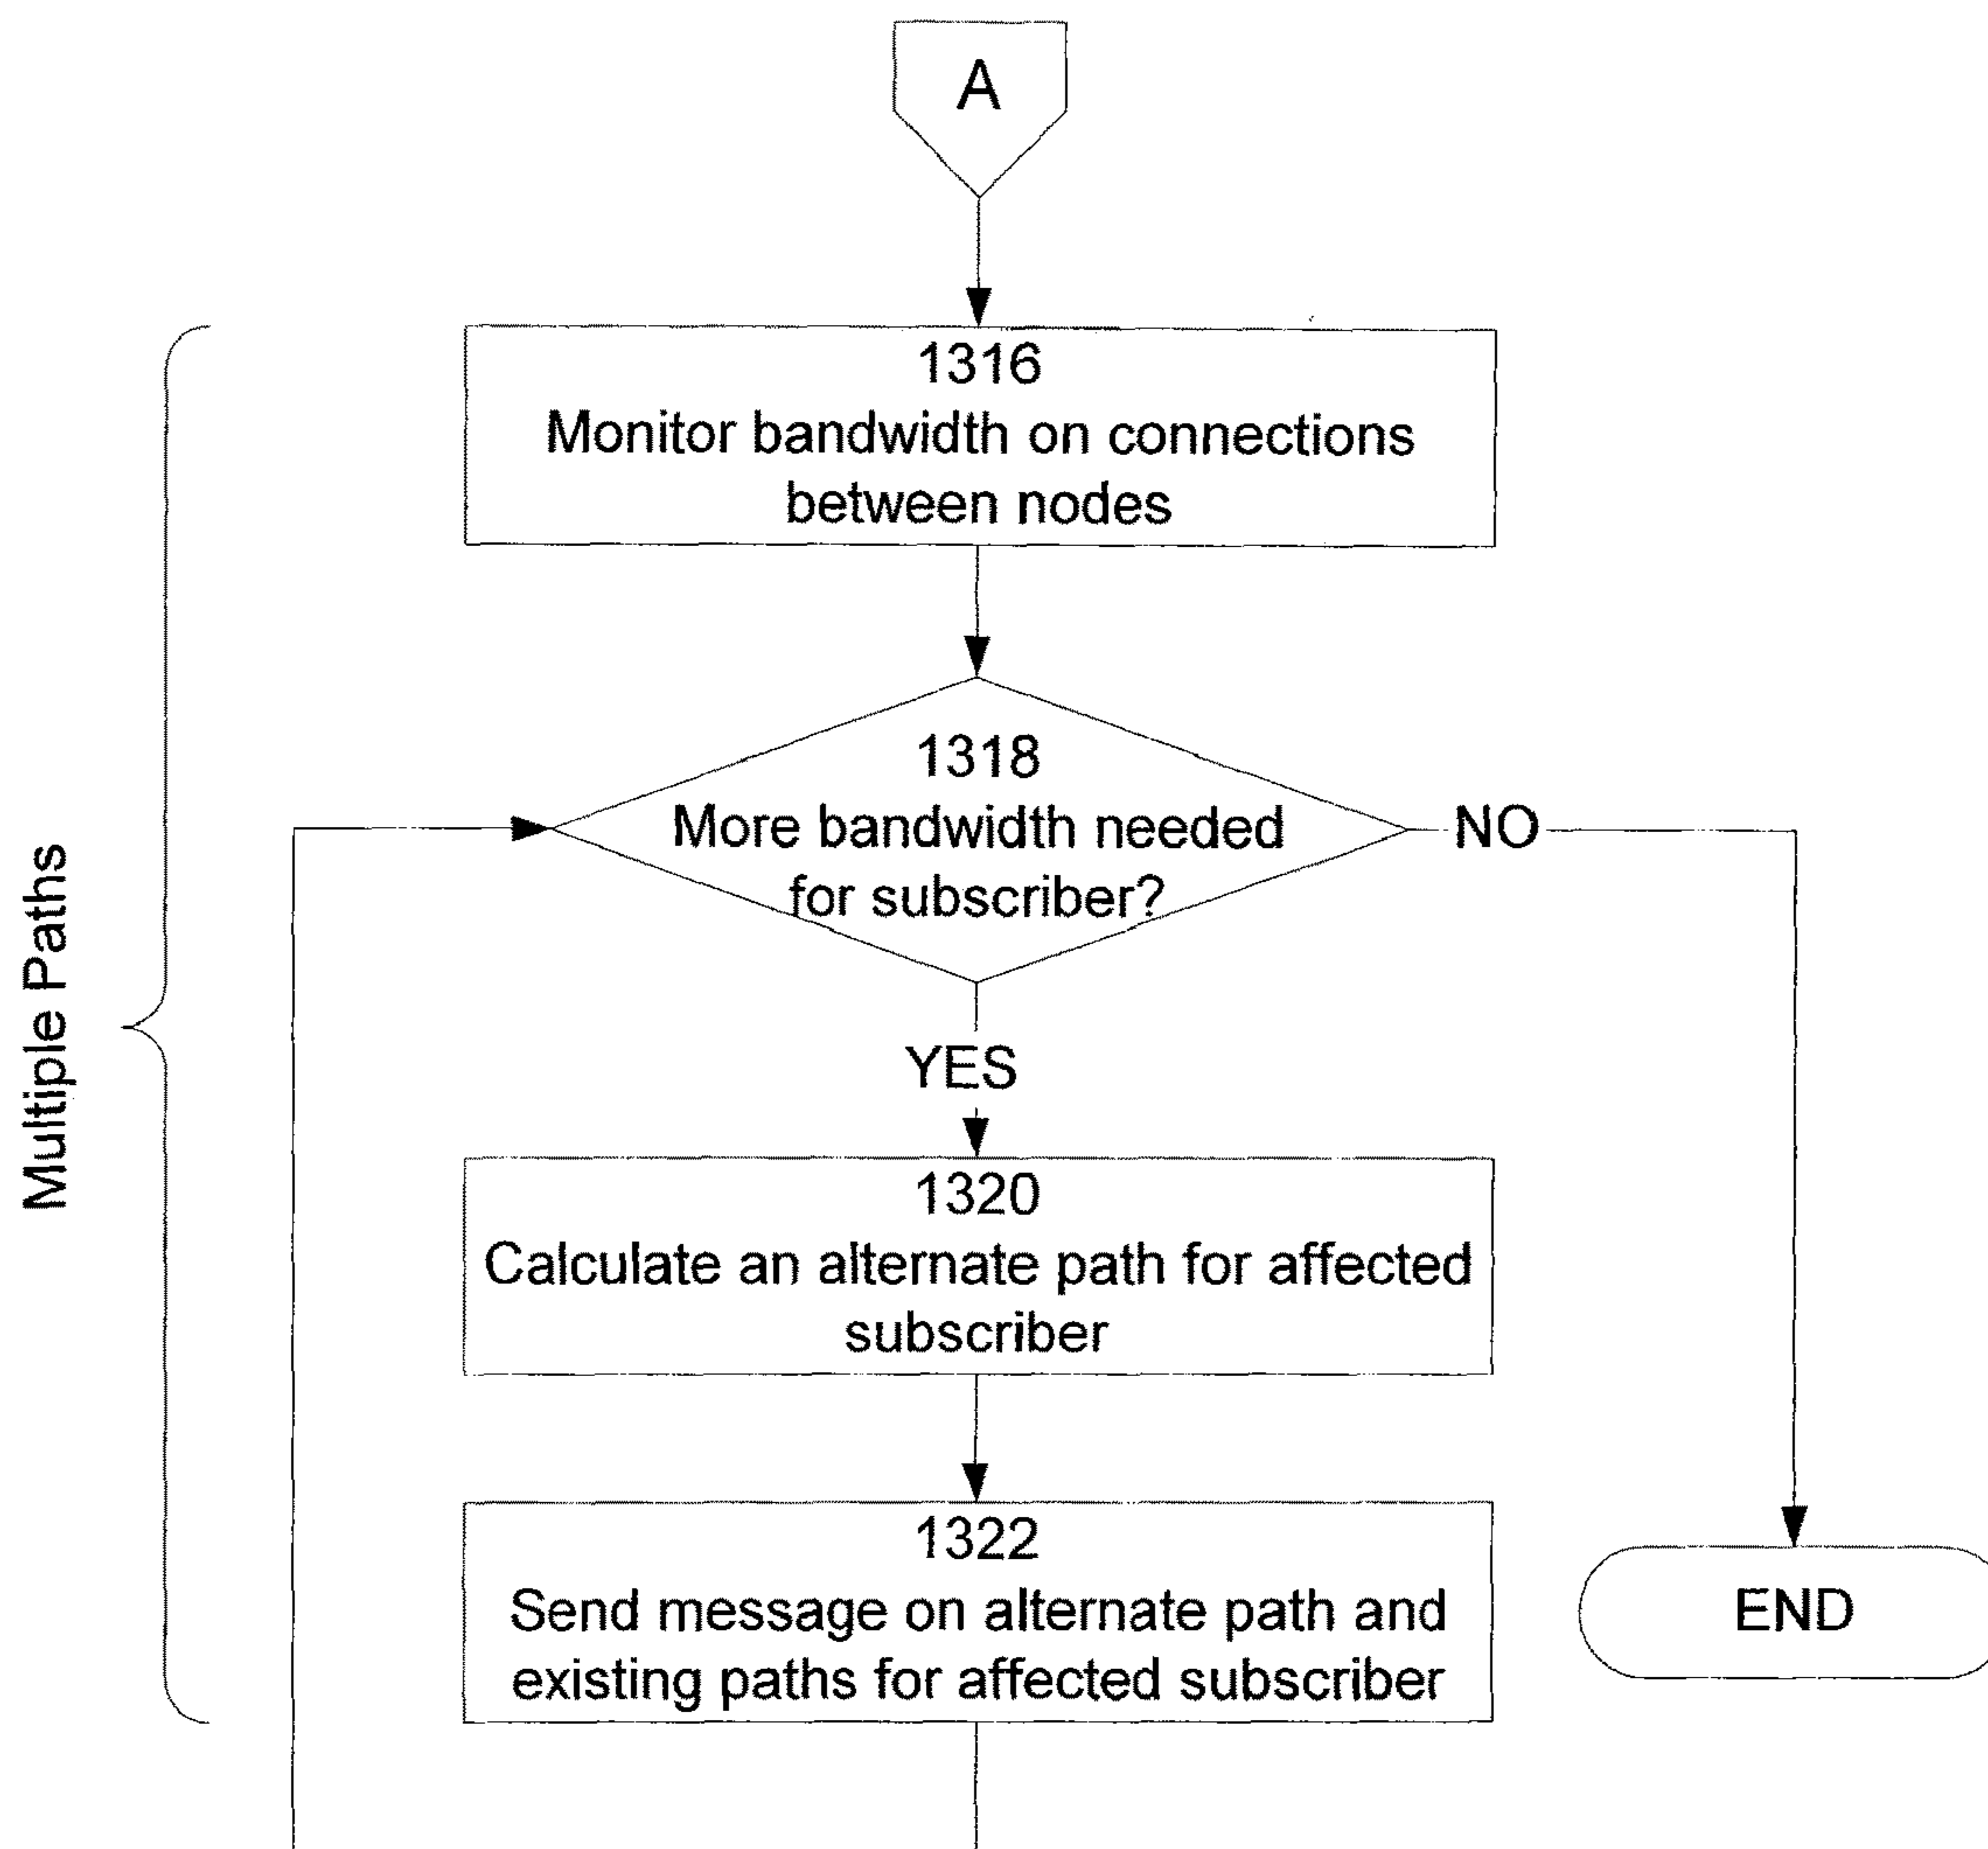 A
1316
Monitor bandwidth on connections
between nodes
1318
More bandwidth needed
for subscriber?
NO
YES
Multiple Paths
1320
Calculate an alternate path for affected
subscriber
1322
Send message on alternate path and
existing paths for affected subscriber
END